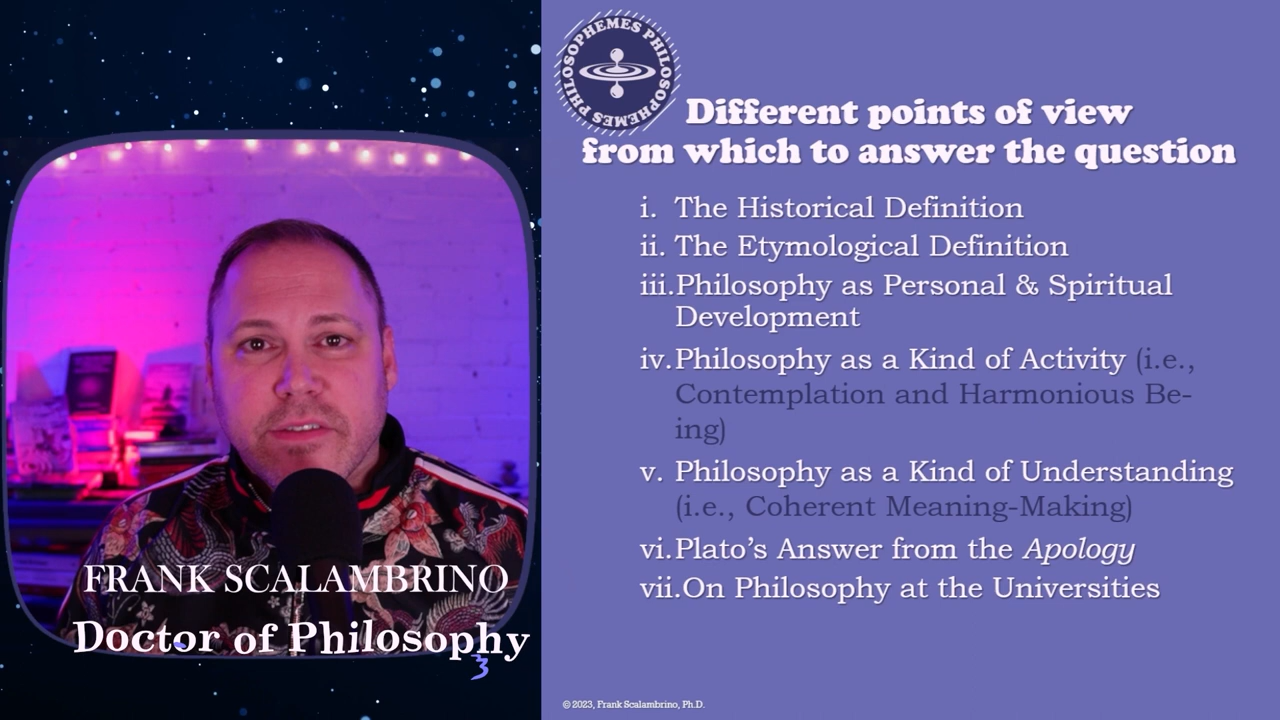 PHILOSOPHEMES PHILOSOPHEMES
Different points of view
from which to answer the question
i. The Historical Definition
ii. The Etymological Definition
iii.Philosophy as Personal & Spiritual
Development
iv.Philosophy as a Kind of Activity (i.e.,
Contemplation and Harmonious Be-
ing)
v. Philosophy as a Kind of Understanding
(i.e., Coherent Meaning-Making)
vi.Plato’s Answer from the Apology
vii.On Philosophy at the Universities
FRANK SCALAMBRINO
Doctor of Philosophy
3
© 2023, Frank Scalambrino, Ph.D.